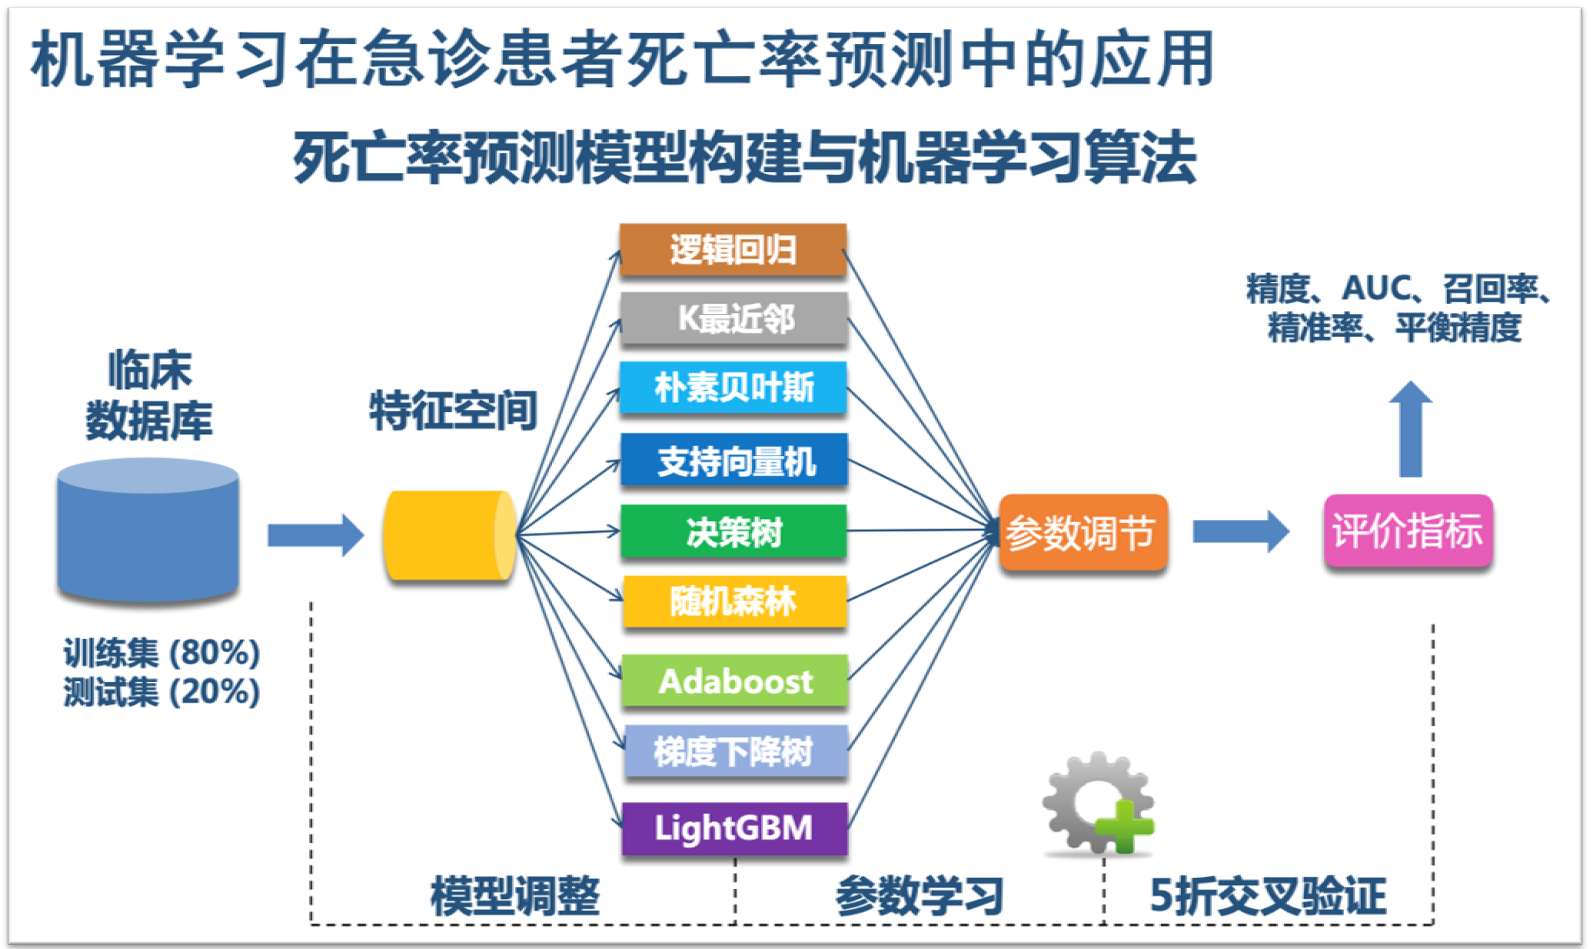 机器学习在急诊患者死亡率预测中的应用
死亡率预测模型构建与机器学习算法
临床
数据库
训练集 (80%)
测试集 (20%)
特征空间
逻辑回归
K最近邻
朴素贝叶斯
支持向量机
决策树
随机森林
Adaboost
梯度下降树
LightGBM
参数调节
评价指标
精度、AUC、召回率、
精准率、平衡精度
模型调整
参数学习
5折交叉验证